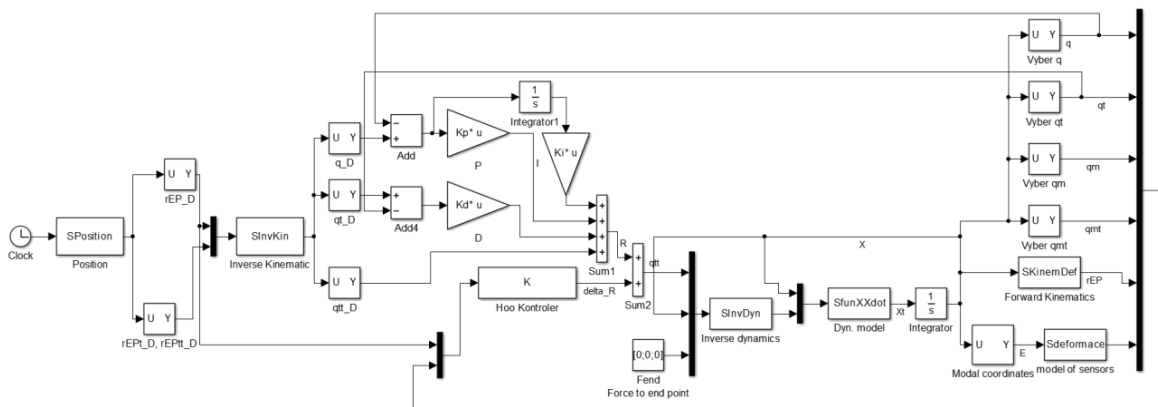 Clock
SPosition
Position
U Y
rEP_D
U Y
rEPt_D, rEPtt_D
SInvKin
Inverse Kinematic
U Y
q_D
U Y
qt_D
U Y
qtt_D
−
+
Add
+
−
Add4
Kp* u
P
Kd* u
D
1
s
Integrator1
I
Ki* u
+
+
+
+
Sum1
R
K
Hoo Kontroler
delta_R
+
+
Sum2
qtt
[0;0;0]
Fend
Force to end point
SInvDyn
Inverse dynamics
SfunXXdot
Dyn. model
Xt
1
s
Integrator
X
U Y
Vyber q
q
U Y
Vyber qt
qt
U Y
Vyber qm
qm
U Y
Vyber qmt
qmt
SKinemDef
rEP
Forward Kinematics
U Y
Modal coordinates
E
Sdeformace
model of sensors